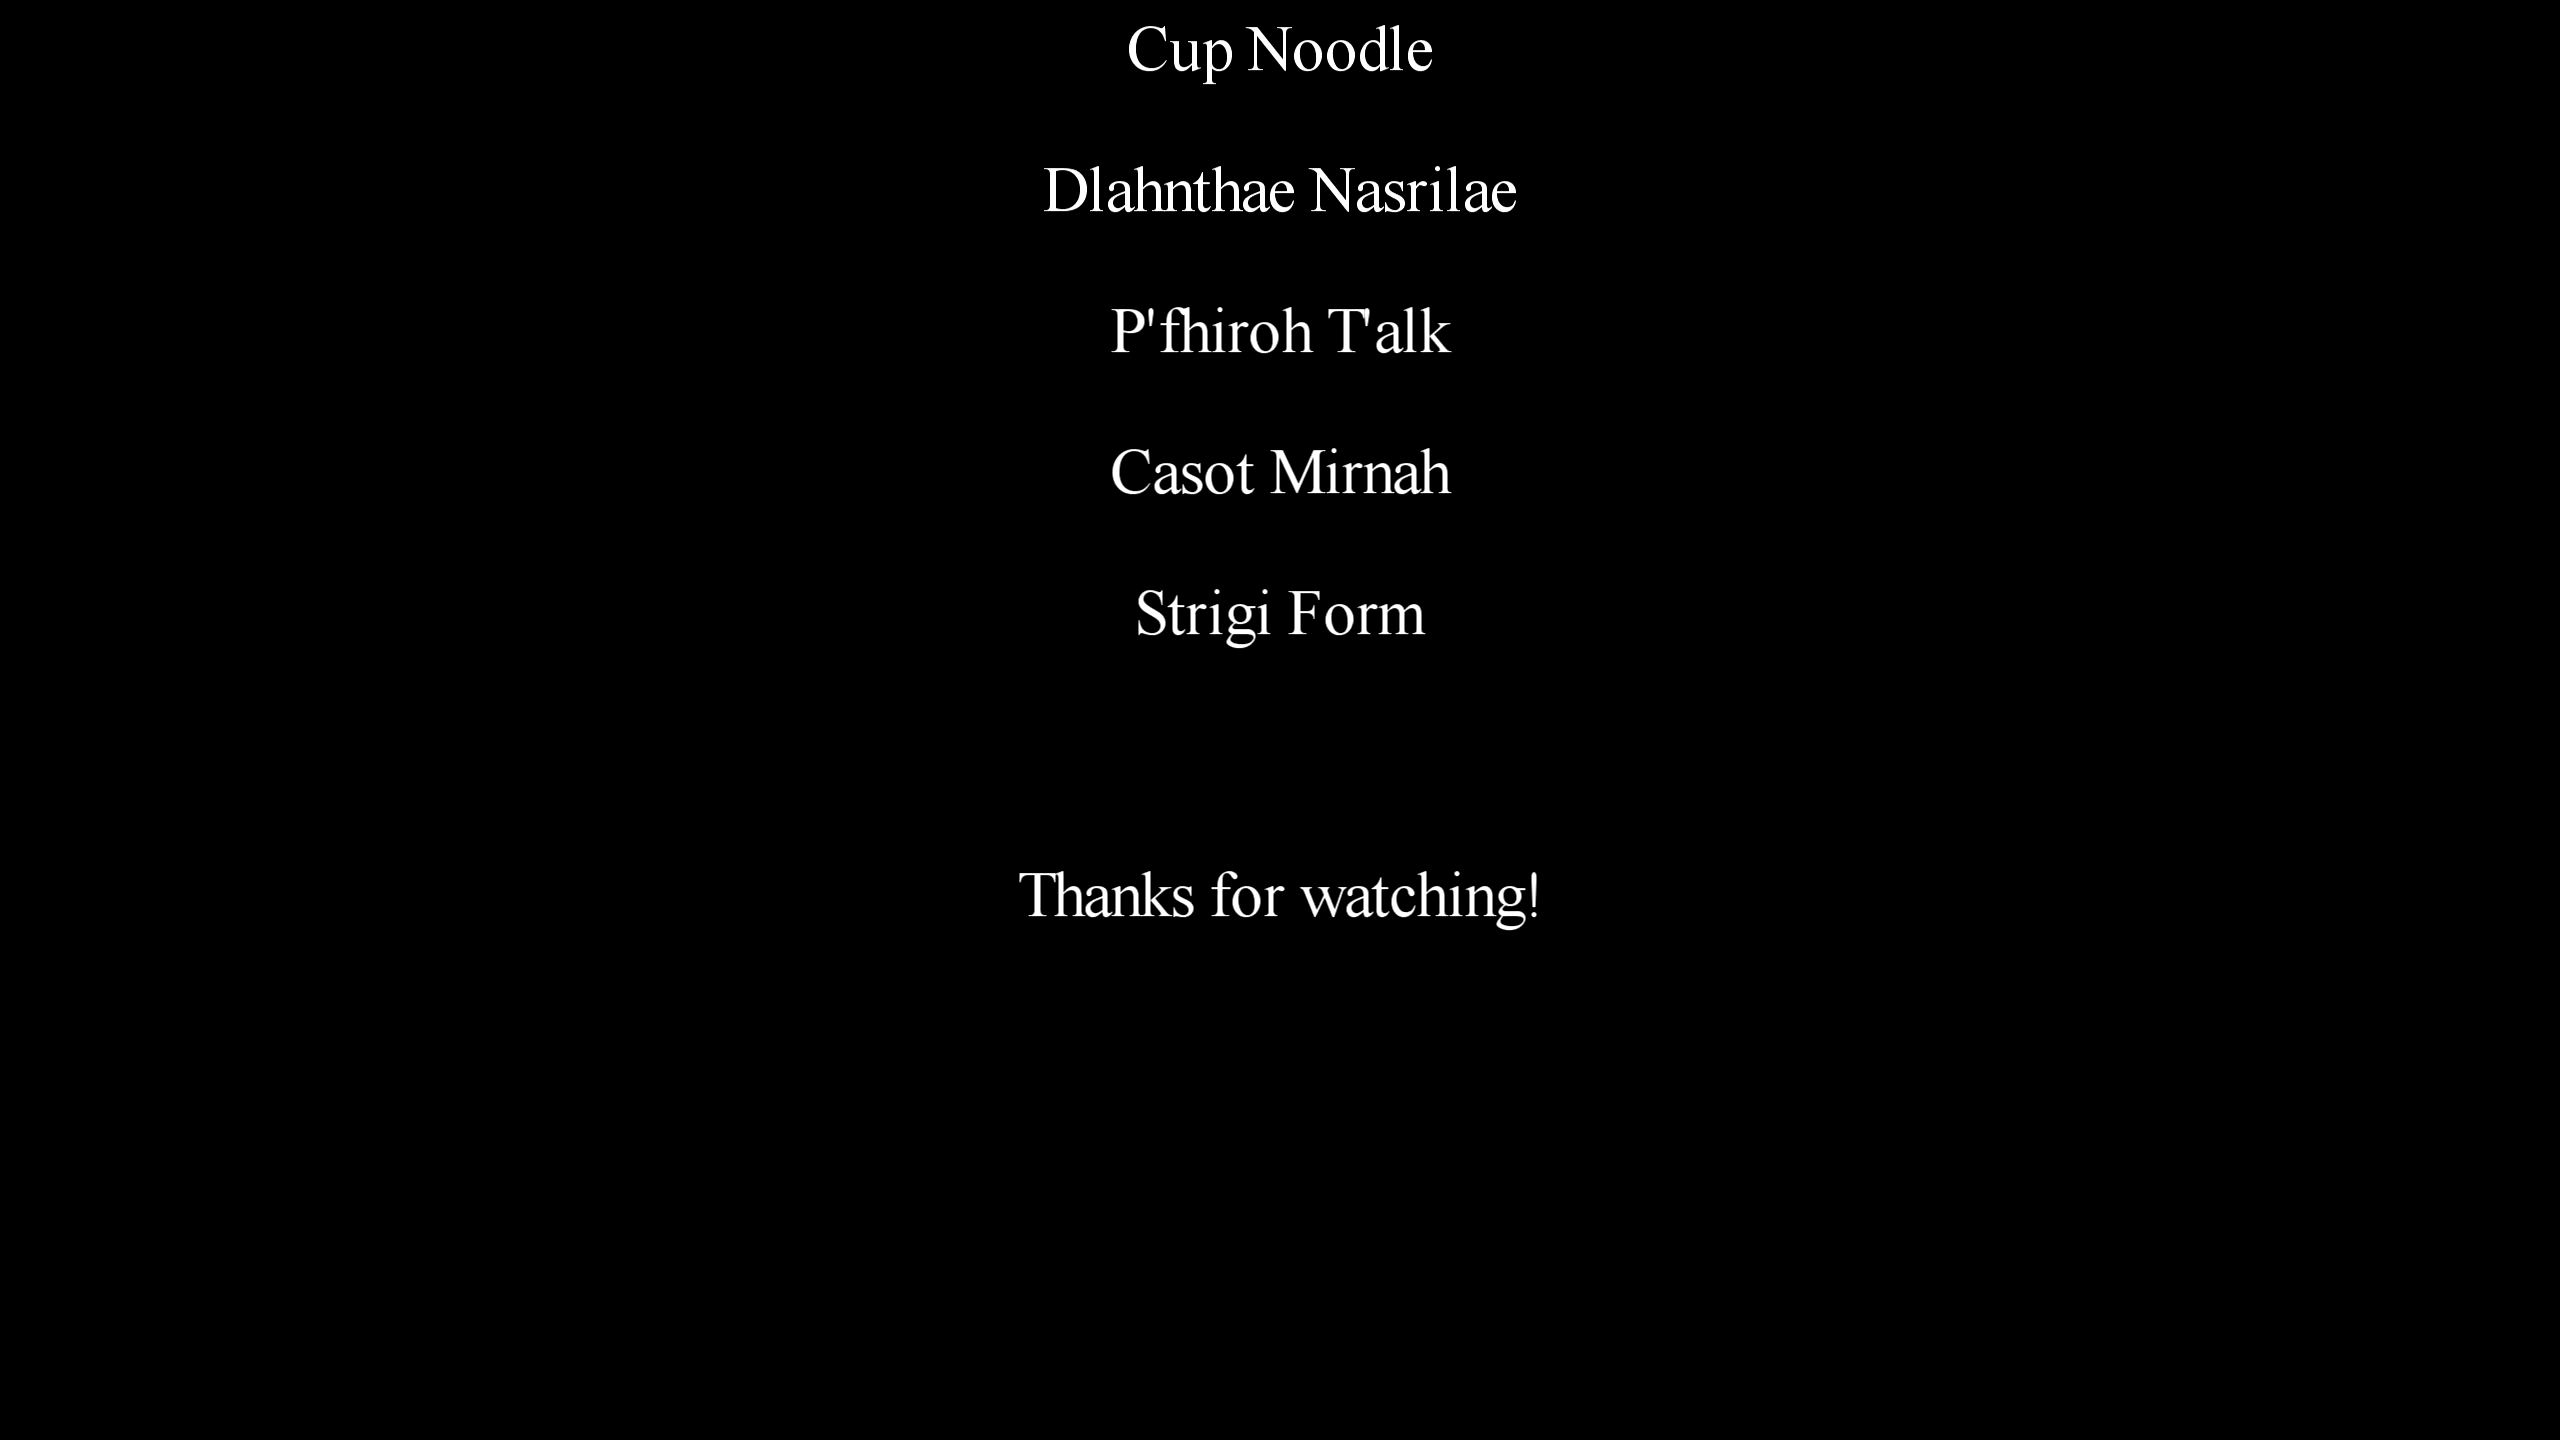 Cup Noodle
Dlahnthae Nasrilae
P'fhiroh T'alk
Casot Mirnah
Strigi Form
Thanks for watching!